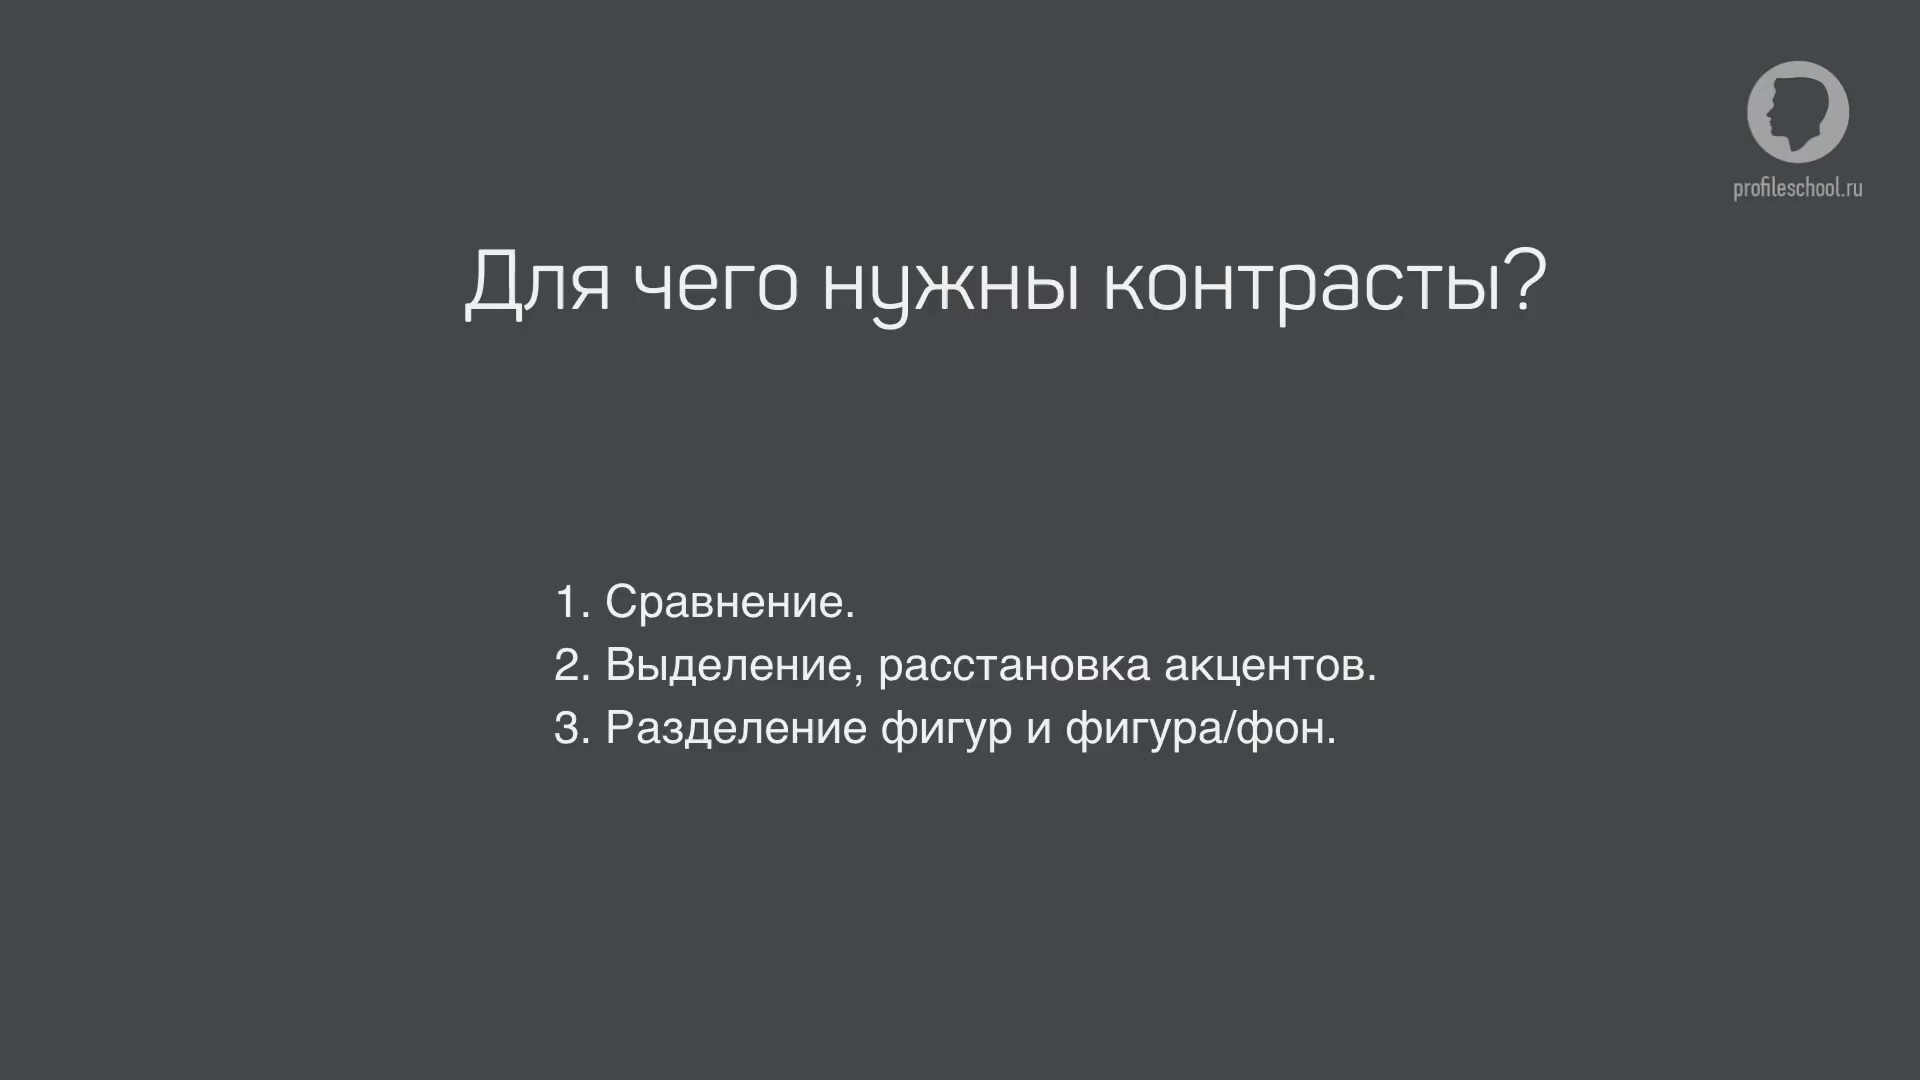 profileschool.ru
Для чего нужны контрасты?
1. Сравнение.
2. Выделение, расстановка акцентов.
3. Разделение фигур и фигура/фон.